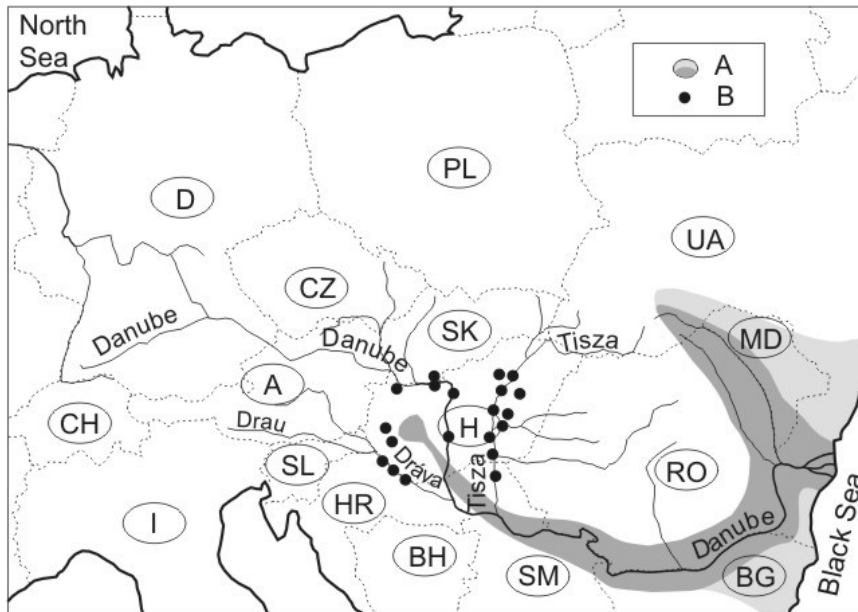 North
Sea
A
B
PL
D
UA
CZ
SK
Danube
Danube
Tisza
MD
A
CH
Drau
H
SL
Dráva
Tisza
RO
HR
I
BH
Danube
SM
BG
Black Sea